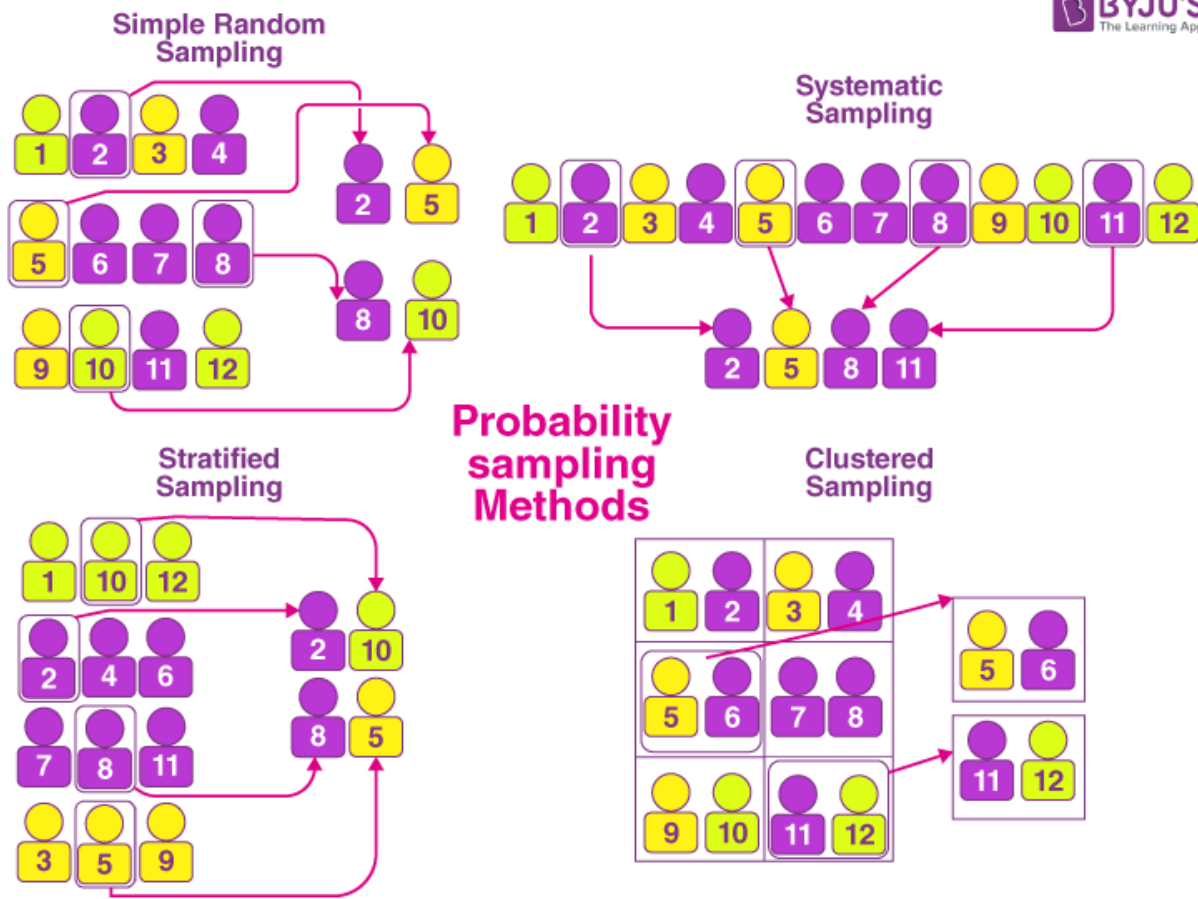 BYJU'S
The Learning App
Simple Random
Sampling
1 2 3 4
2 5
5 6 7 8
8 10
9 10 11 12
Systematic
Sampling
1 2 3 4 5 6 7 8 9 10 11 12
2 5 8 11
Probability
sampling
Methods
Stratified
Sampling
1 10 12
2 4 6
2 10
7 8 11
8 5
3 5 9
Clustered
Sampling
1 2 3 4
5 6 7 8
9 10 11 12
5 6
11 12